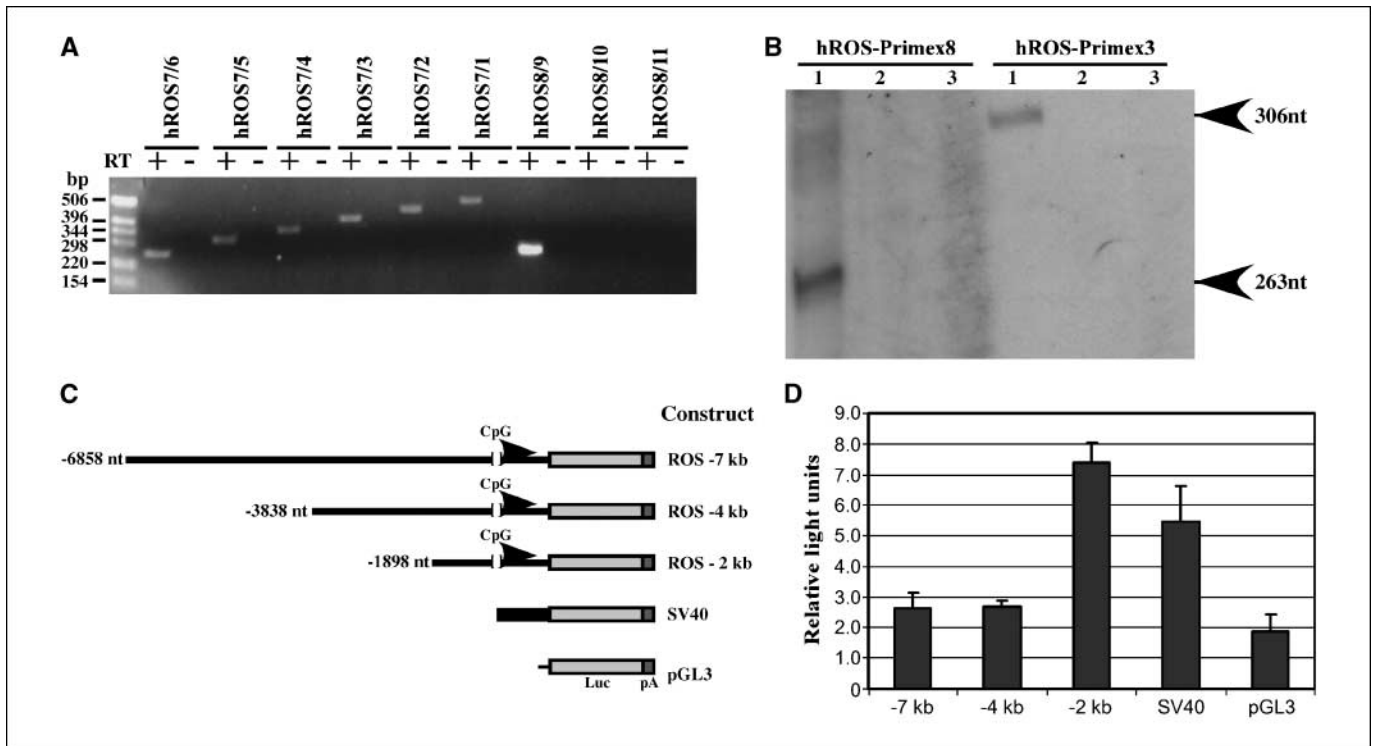 A
hROS7/6 hROS7/5 hROS7/4 hROS7/3 hROS7/2 hROS7/1 hROS8/9 hROS8/10 hROS8/11
RT + - + - + - + - + - + - + - + - + -
bp
506
396
344
298
220
154
B
hROS-Primex8 hROS-Primex3
1 2 3 1 2 3
306nt
263nt
C
Construct
CpG
-6858 nt ROS -7 kb
CpG
-3838 nt ROS -4 kb
CpG
-1898 nt ROS - 2 kb
SV40
pGL3
Luc pA
D
Relative light units
9.0
8.0
7.0
6.0
5.0
4.0
3.0
2.0
1.0
0
-7 kb -4 kb -2 kb SV40 pGL3